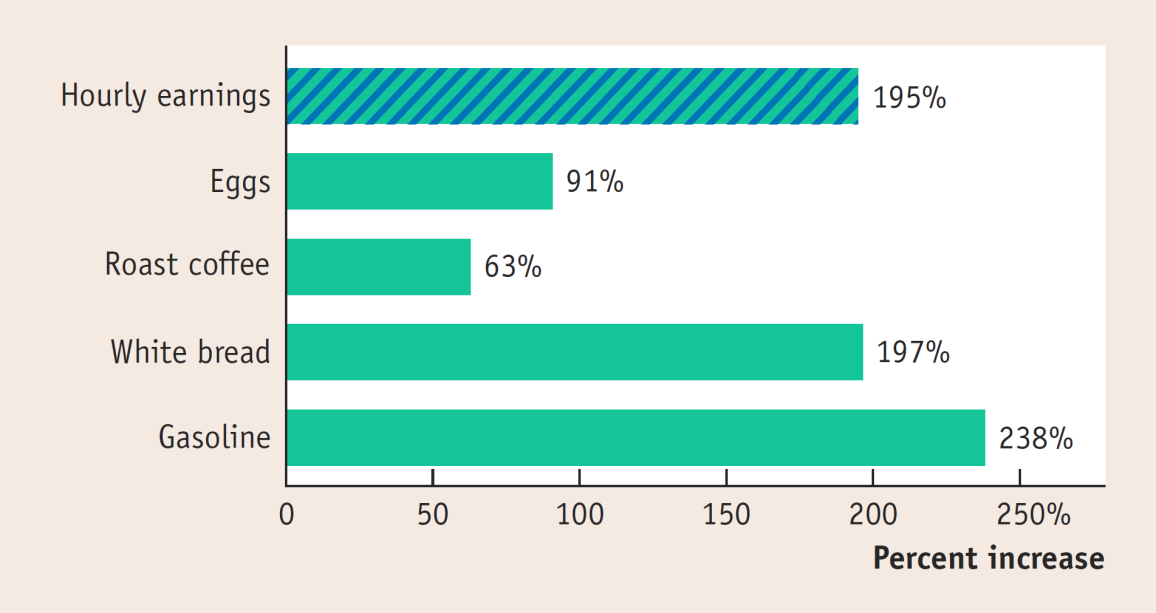 Hourly earnings 195%
Eggs 91%
Roast coffee 63%
White bread 197%
Gasoline 238%
0 50 100 150 200 250%
Percent increase